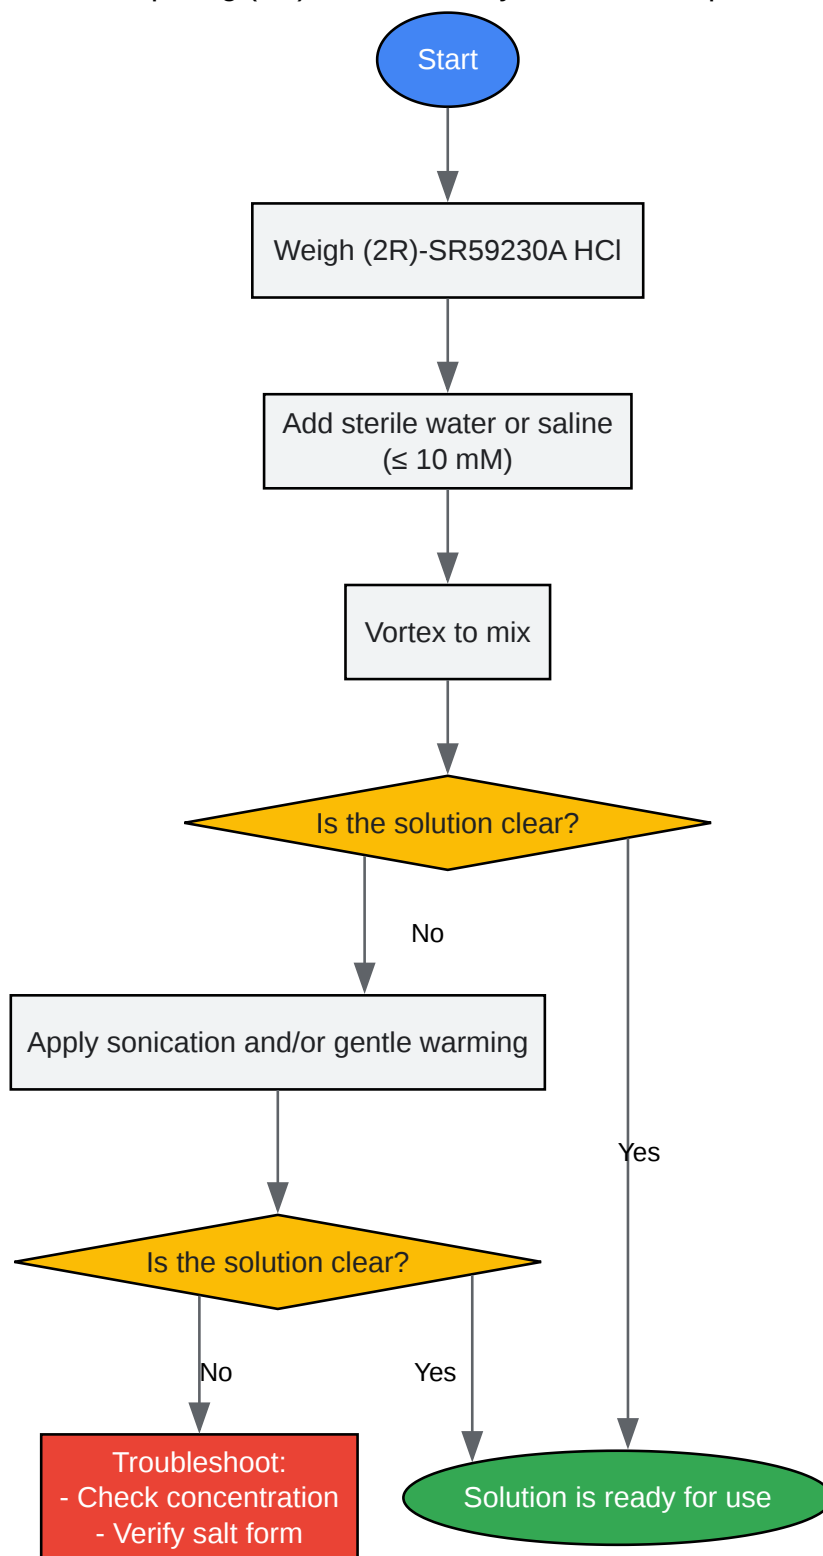 Start
Weigh (2R)-SR59230A HCl
Add sterile water or saline
(≤ 10 mM)
Vortex to mix
Is the solution clear?
No
Apply sonication and/or gentle warming
Yes
Is the solution clear?
No
Yes
Troubleshoot:
- Check concentration
- Verify salt form
Solution is ready for use